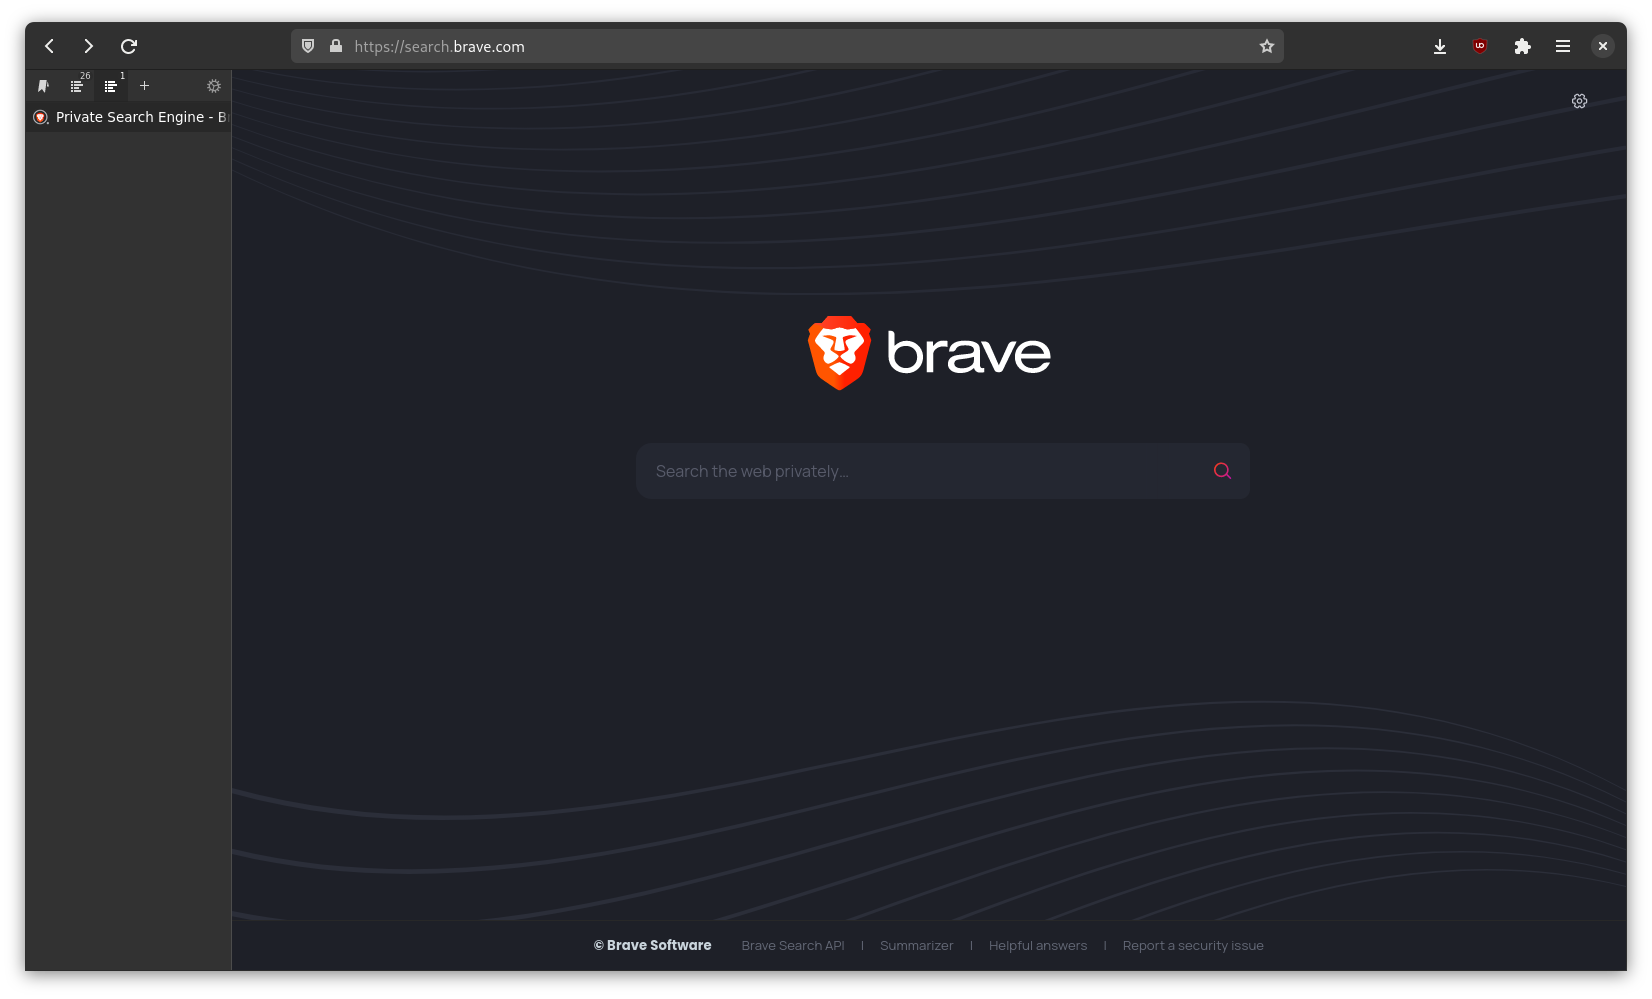 https://search.brave.com
26
1
Private Search Engine - Br
brave
Search the web privately...
© Brave Software Brave Search API | Summarizer | Helpful answers | Report a security issue